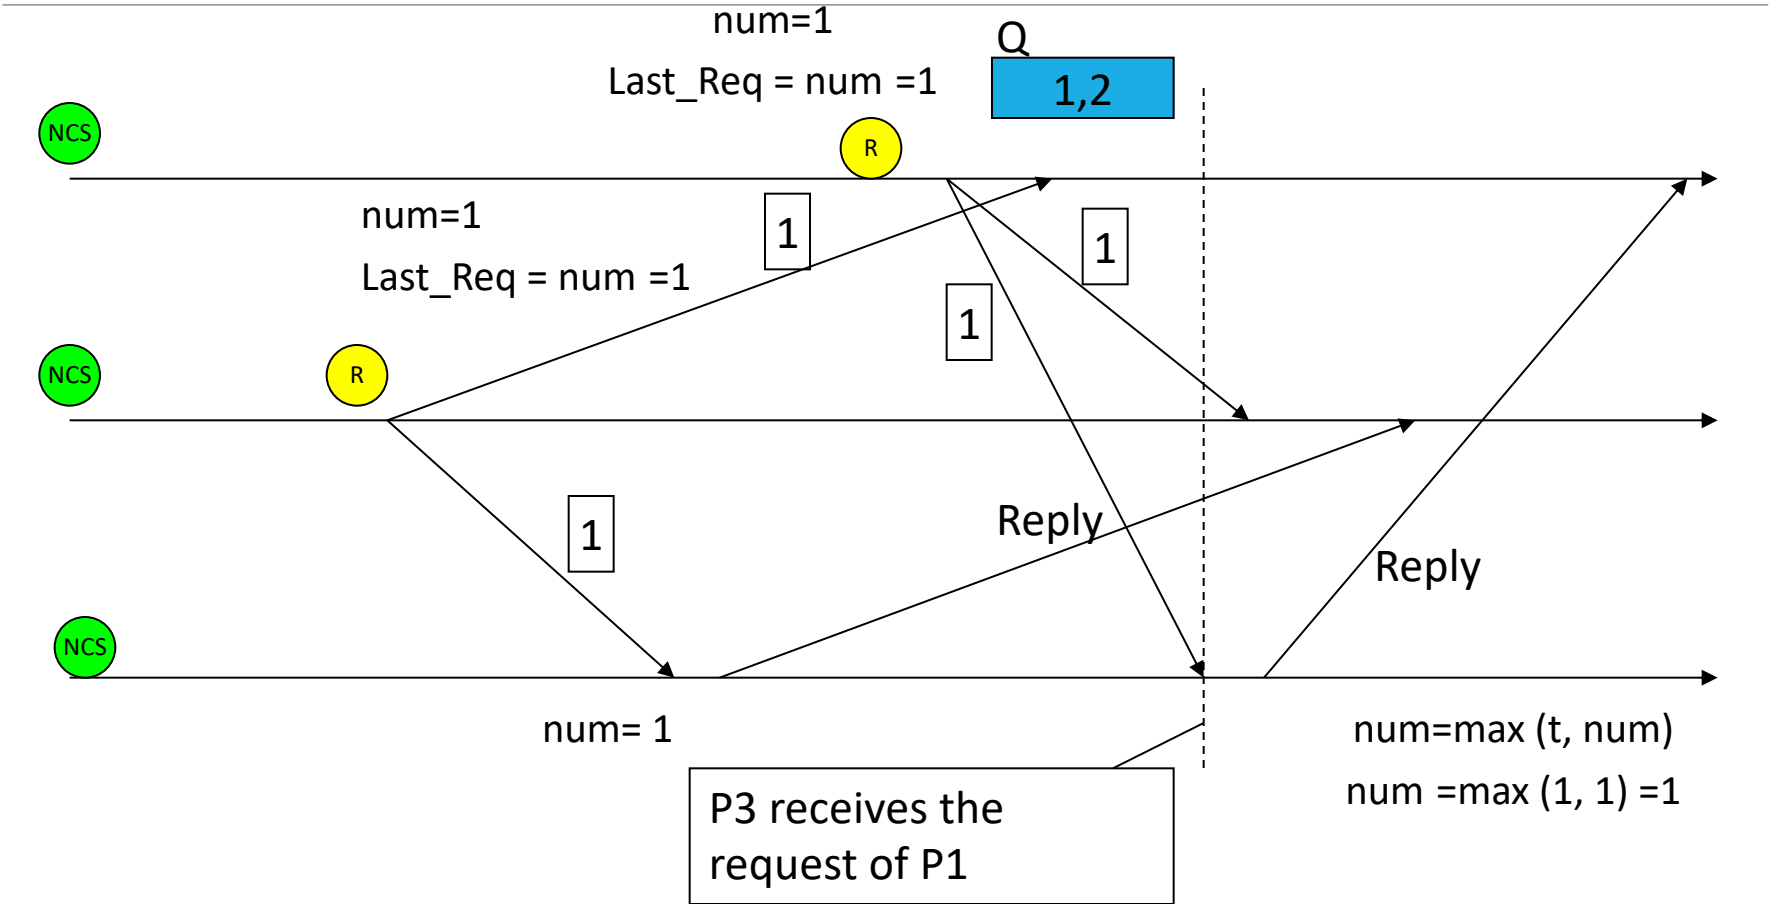 num=1
Q
Last_Req = num =1
1,2
NCS
R
num=1
1
1
Last_Req = num =1
1
NCS
R
Reply
1
Reply
NCS
num= 1
num=max (t, num)
num =max (1, 1) =1
P3 receives the
request of P1